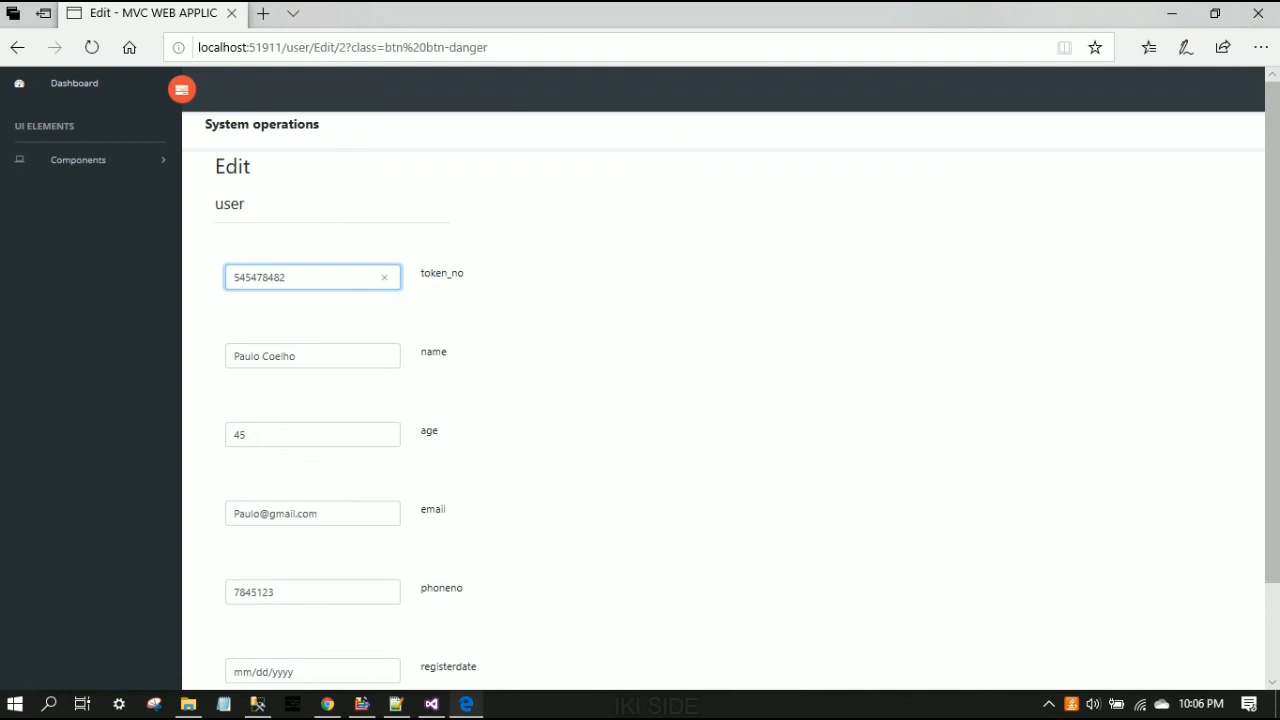 Edit - MVC WEB APPLIC
localhost:51911/user/Edit/2?class=btn%20btn-danger
Dashboard
UI ELEMENTS
Components
System operations
Edit
user
545478482
token_no
Paulo Coelho
name
45
age
Paulo@gmail.com
email
7845123
phoneno
mm/dd/yyyy
registerdate
IKI SIDE
10:06 PM